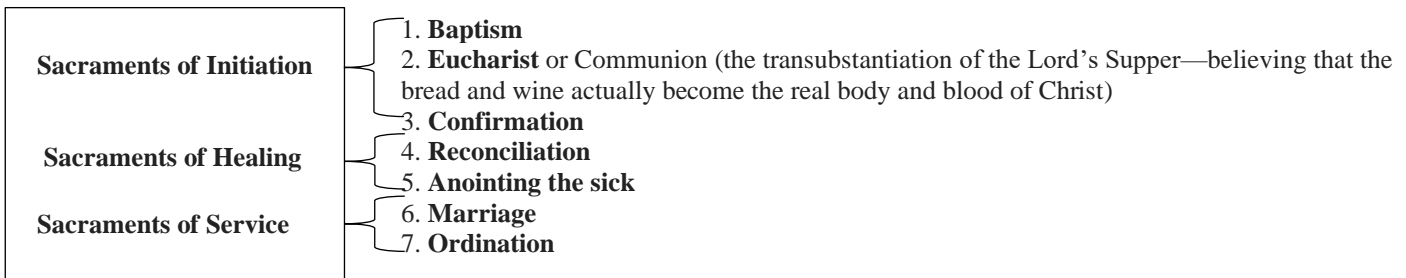 Sacraments of Initiation
1. Baptism
2. Eucharist or Communion (the transubstantiation of the Lord’s Supper—believing that the
bread and wine actually become the real body and blood of Christ)
3. Confirmation
Sacraments of Healing
4. Reconciliation
5. Anointing the sick
Sacraments of Service
6. Marriage
7. Ordination